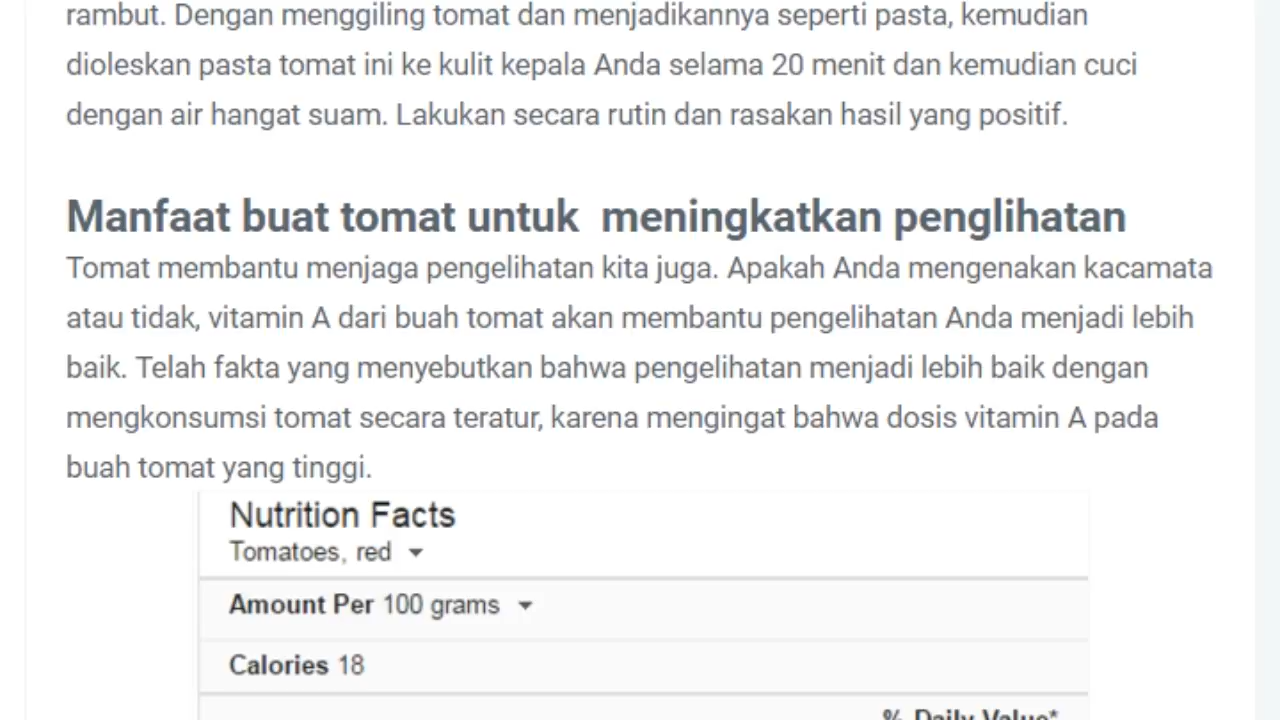 rambut. Dengan menggiling tomat dan menjadikannya seperti pasta, kemudian
dioleskan pasta tomat ini ke kulit kepala Anda selama 20 menit dan kemudian cuci
dengan air hangat suam. Lakukan secara rutin dan rasakan hasil yang positif.
Manfaat buat tomat untuk  meningkatkan penglihatan
Tomat membantu menjaga pengelihatan kita juga. Apakah Anda mengenakan kacamata
atau tidak, vitamin A dari buah tomat akan membantu pengelihatan Anda menjadi lebih
baik. Telah fakta yang menyebutkan bahwa pengelihatan menjadi lebih baik dengan
mengkonsumsi tomat secara teratur, karena mengingat bahwa dosis vitamin A pada
buah tomat yang tinggi.
Nutrition Facts
Tomatoes, red
Amount Per 100 grams
Calories 18
% Daily Value*